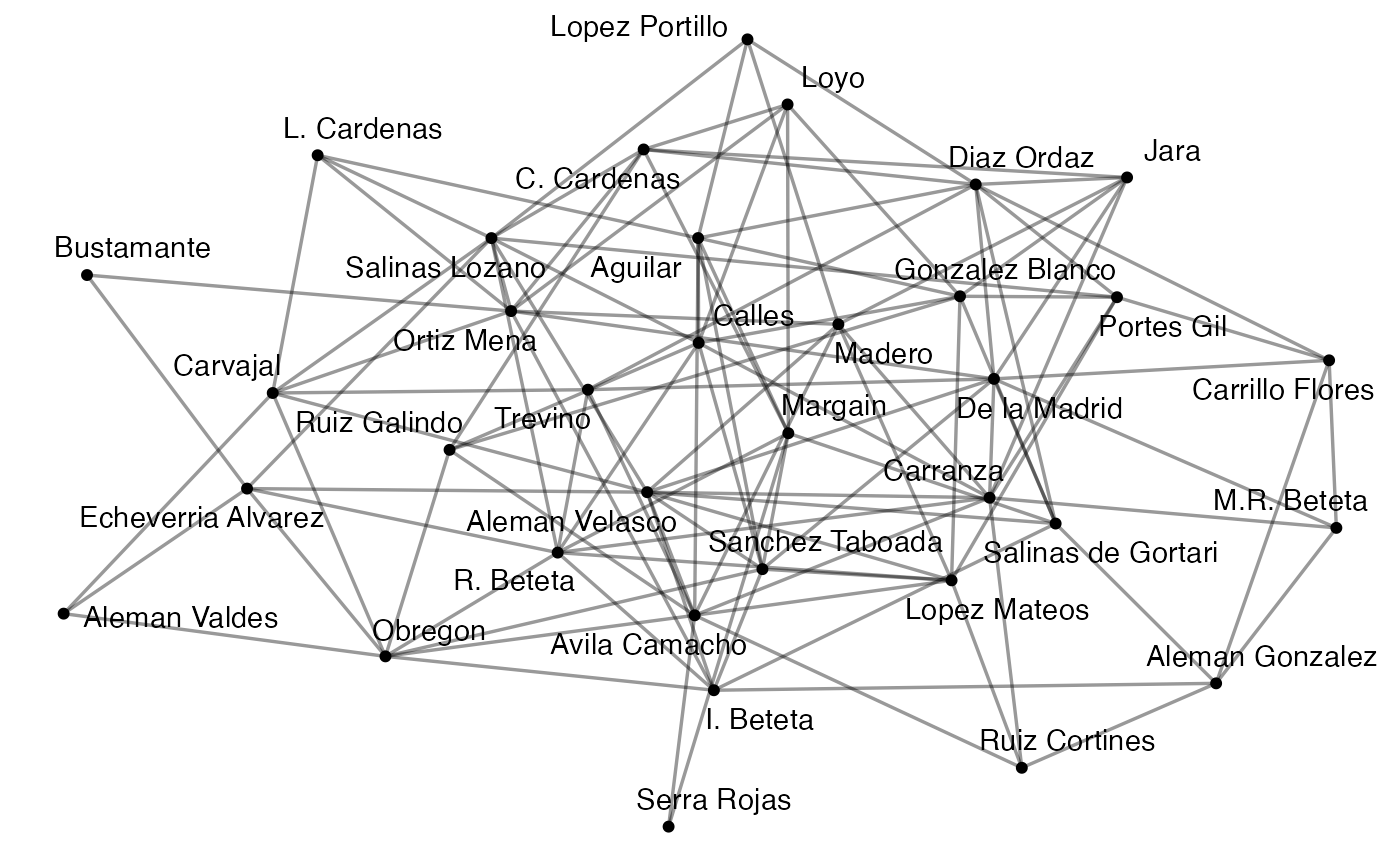 Lopez Portillo
Loyo
L. Cardenas
C. Cardenas
Diaz Ordaz
Jara
Bustamante
Salinas Lozano
Aguilar
Gonzalez Blanco
Ortiz Mena
Calles
Portes Gil
Madero
Carvajal
Carrillo Flores
Ruiz Galindo
Trevino
Margain
De la Madrid
Carranza
M.R. Beteta
Echeverria Alvarez
Aleman Velasco
Sanchez Taboada
Salinas de Gortari
R. Beteta
Aleman Valdes
Obregon
Avila Camacho
Lopez Mateos
Aleman Gonzalez
I. Beteta
Ruiz Cortines
Serra Rojas